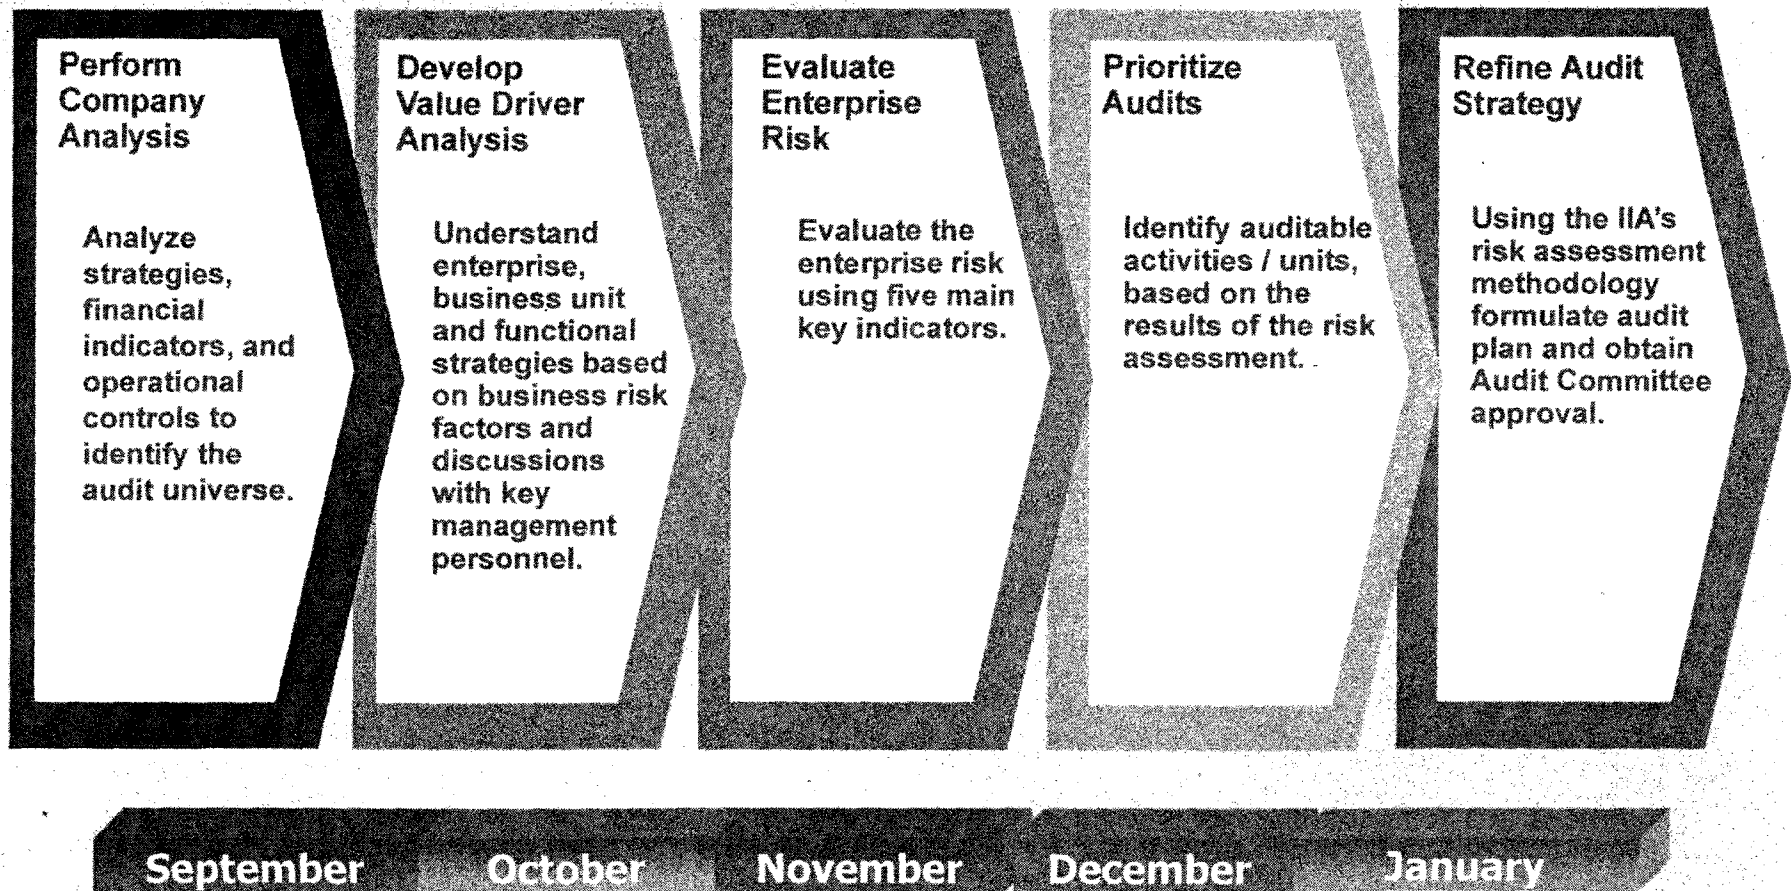 Perform
Company
Analysis
Analyze
strategies,
financial
indicators, and
operational
controls to
identify the
audit universe.
Develop
Value Driver
Analysis
Understand
enterprise,
business unit
and functional
strategies based
on business risk
factors and
discussions
with key
management
personnel.
Evaluate
Enterprise
Risk
Evaluate the
enterprise risk
using five main
key indicators.
Prioritize
Audits
Identify auditable
activities / units,
based on the
results of the risk
assessment.
Refine Audit
Strategy
Using the IIA's
risk assessment
methodology
formulate audit
plan and obtain
Audit Committee
approval.
September October November December January